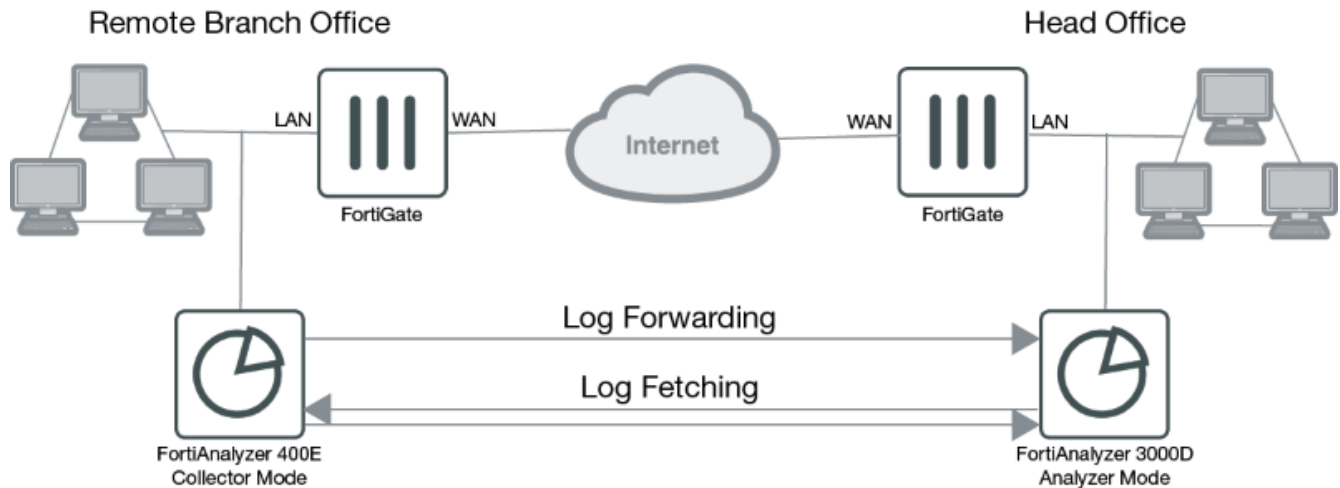 Remote Branch Office
Head Office
LAN
WAN
Internet
WAN
LAN
FortiGate
FortiGate
Log Forwarding
Log Fetching
FortiAnalyzer 400E
Collector Mode
FortiAnalyzer 3000D
Analyzer Mode